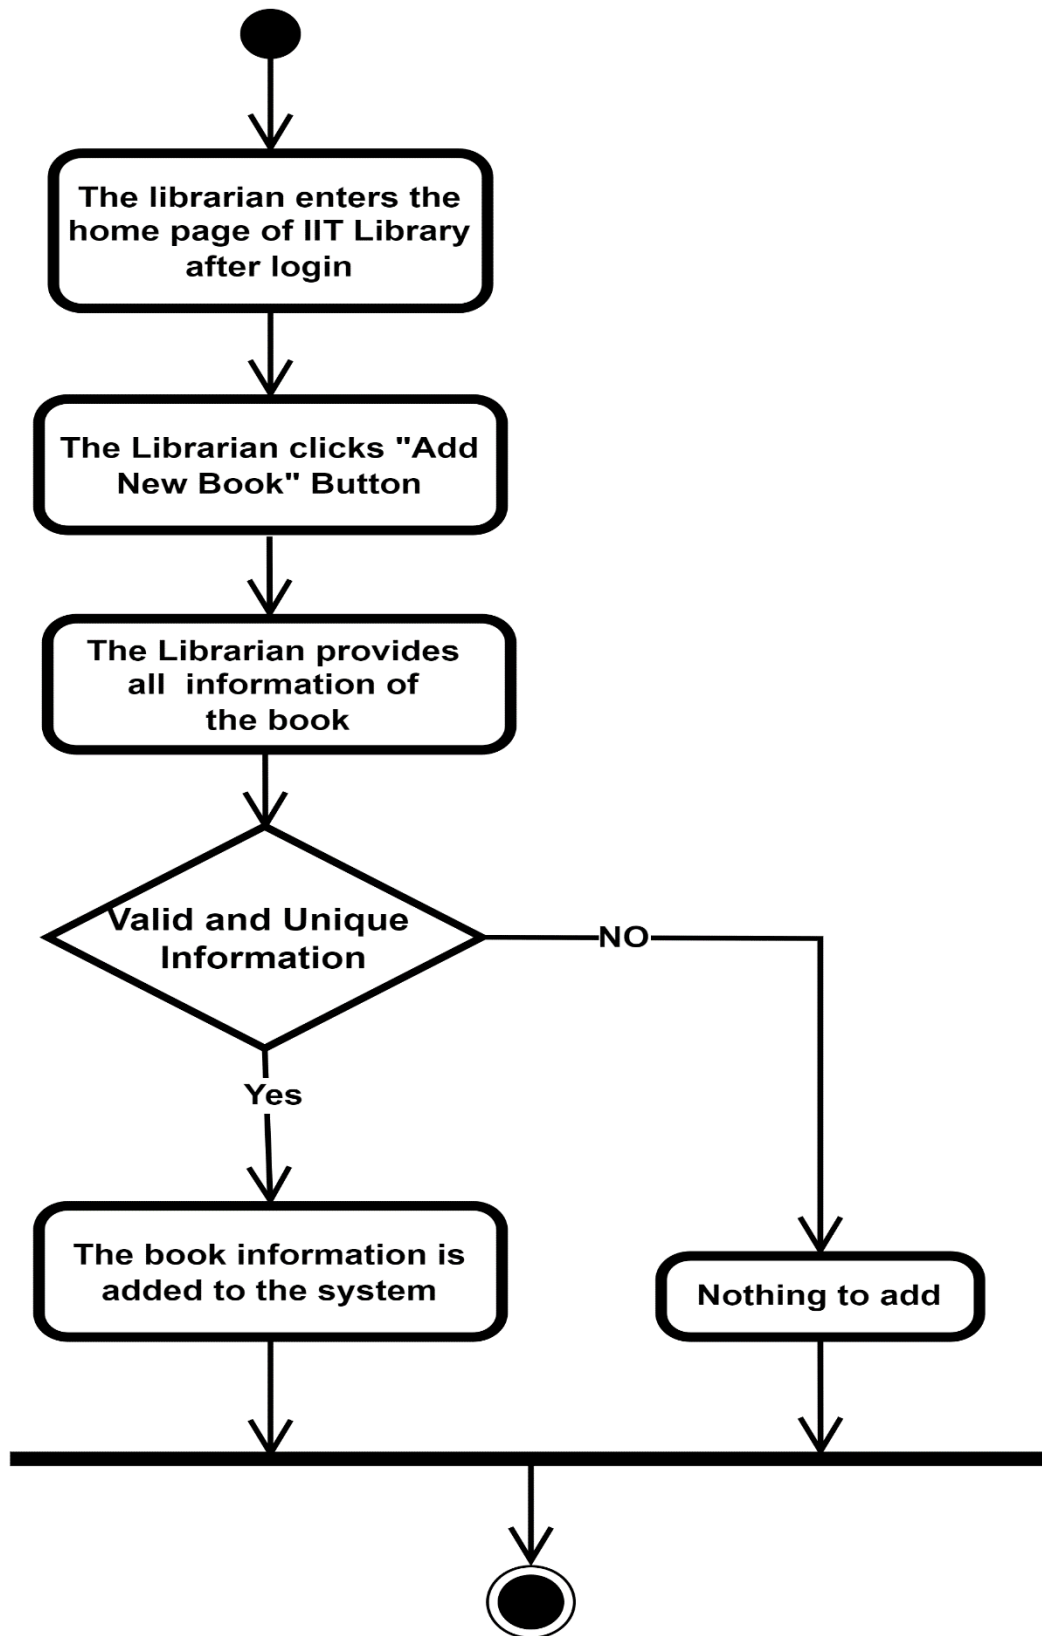 The librarian enters the
home page of IIT Library
after login
The Librarian clicks "Add
New Book" Button
The Librarian provides
all  information of
the book
Valid and Unique
Information
NO
Yes
The book information is
added to the system
Nothing to add